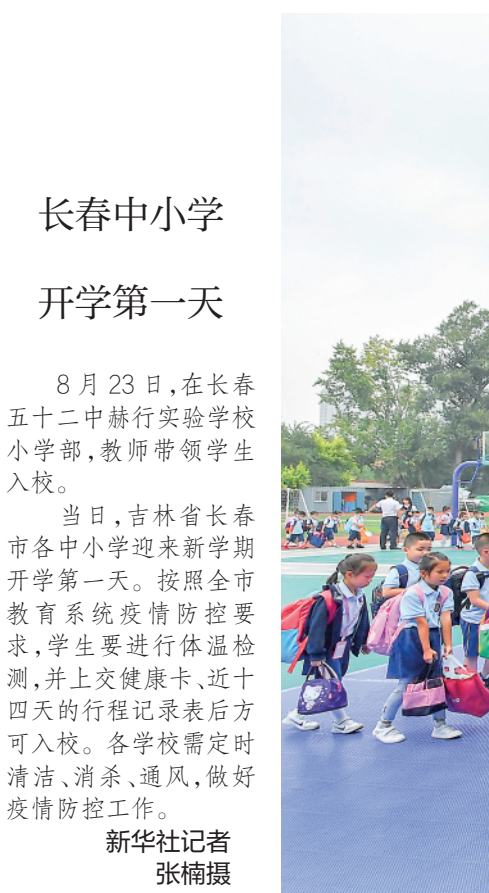 长春中小学
开学第一天
8月23日,在长春
五十二中赫行实验学校
小学部,教师带领学生
入校。
当日,吉林省长春
市各中小学迎来新学期
开学第一天。按照全市
教育系统疫情防控要
求,学生要进行体温检
测,并上交健康卡、近十
四天的行程记录表后方
可入校。各学校需定时
清洁、消杀、通风,做好
疫情防控工作。
新华社记者
张楠摄